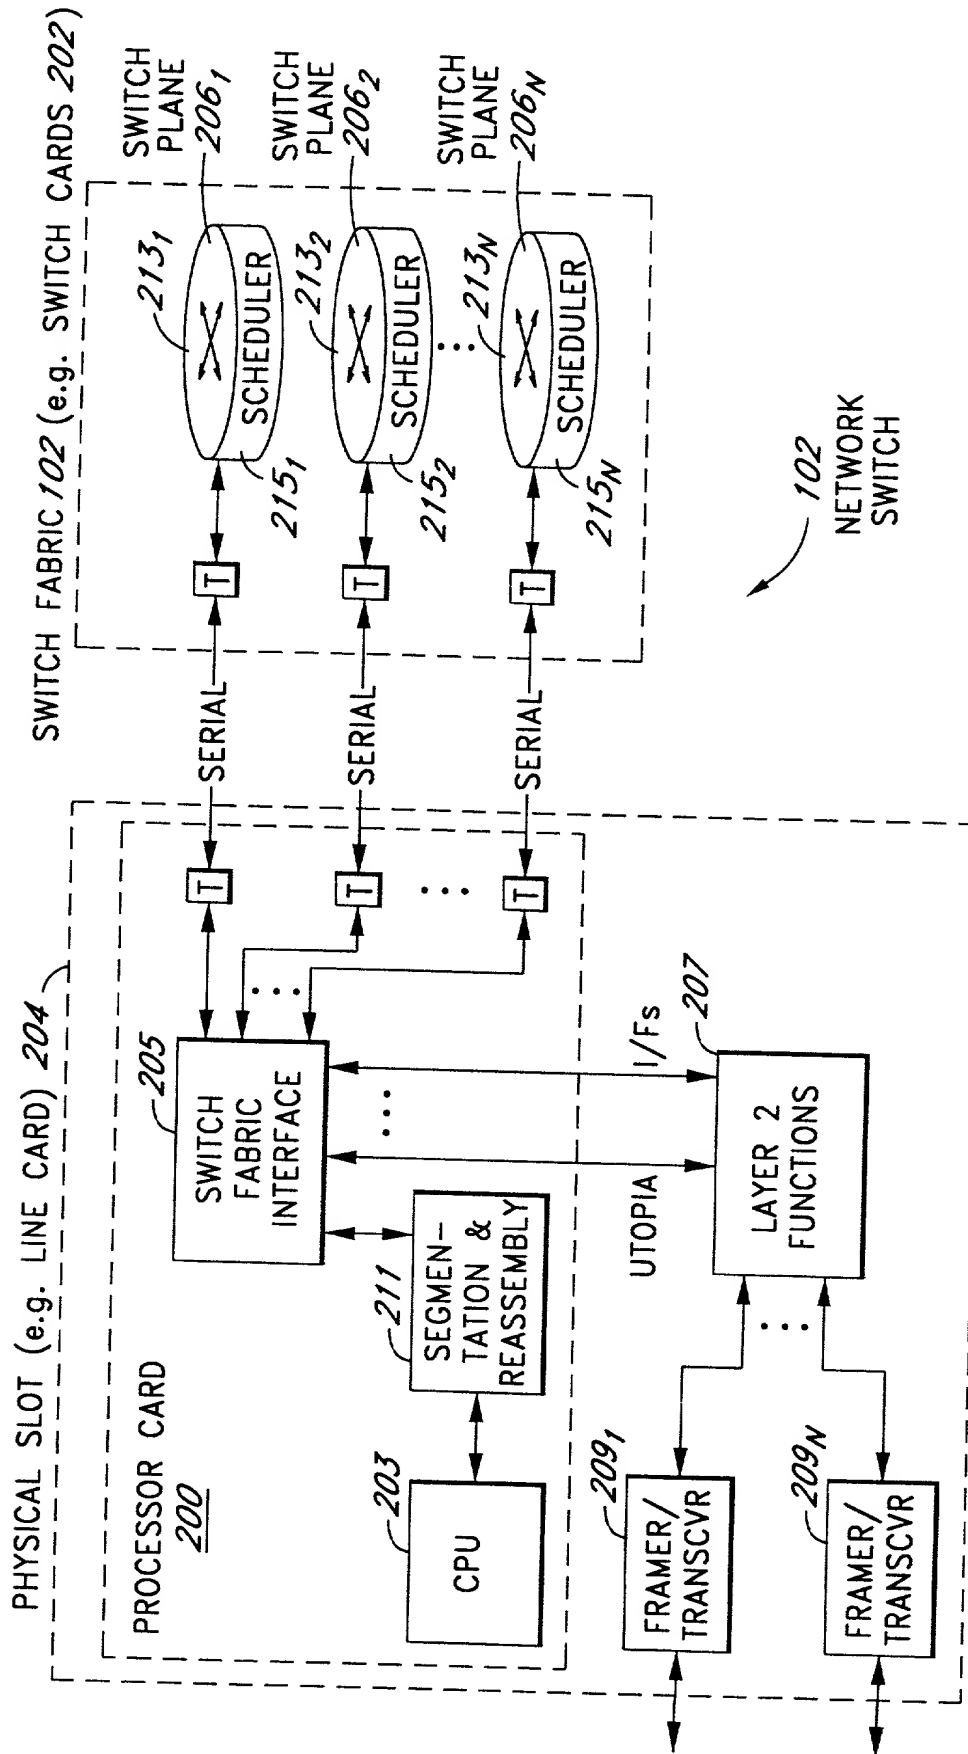 PHYSICAL SLOT (e.g. LINE CARD) 204
SWITCH FABRIC 102 (e.g. SWITCH CARDS 202)
PROCESSOR CARD
200
203
CPU
211
SEGMEN-
TATION &
REASSEMBLY
205
SWITCH
FABRIC
INTERFACE
T
T
T
SERIAL
SERIAL
SERIAL
T
T
T
213₁
SCHEDULER
215₁
SWITCH
PLANE
206₁
213₂
SCHEDULER
215₂
SWITCH
PLANE
206₂
213N
SCHEDULER
215N
SWITCH
PLANE
206N
UTOPIA
I/Fs
207
LAYER 2
FUNCTIONS
209₁
FRAMER/
TRANSCVR
209N
FRAMER/
TRANSCVR
102
NETWORK
SWITCH